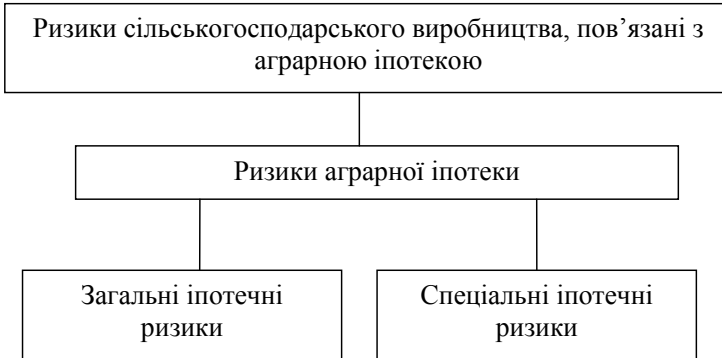 Ризики сільськогосподарського виробництва, пов’язані з
аграрною іпотекою
Ризики аграрної іпотеки
Загальні іпотечні
ризики
Спеціальні іпотечні
ризики